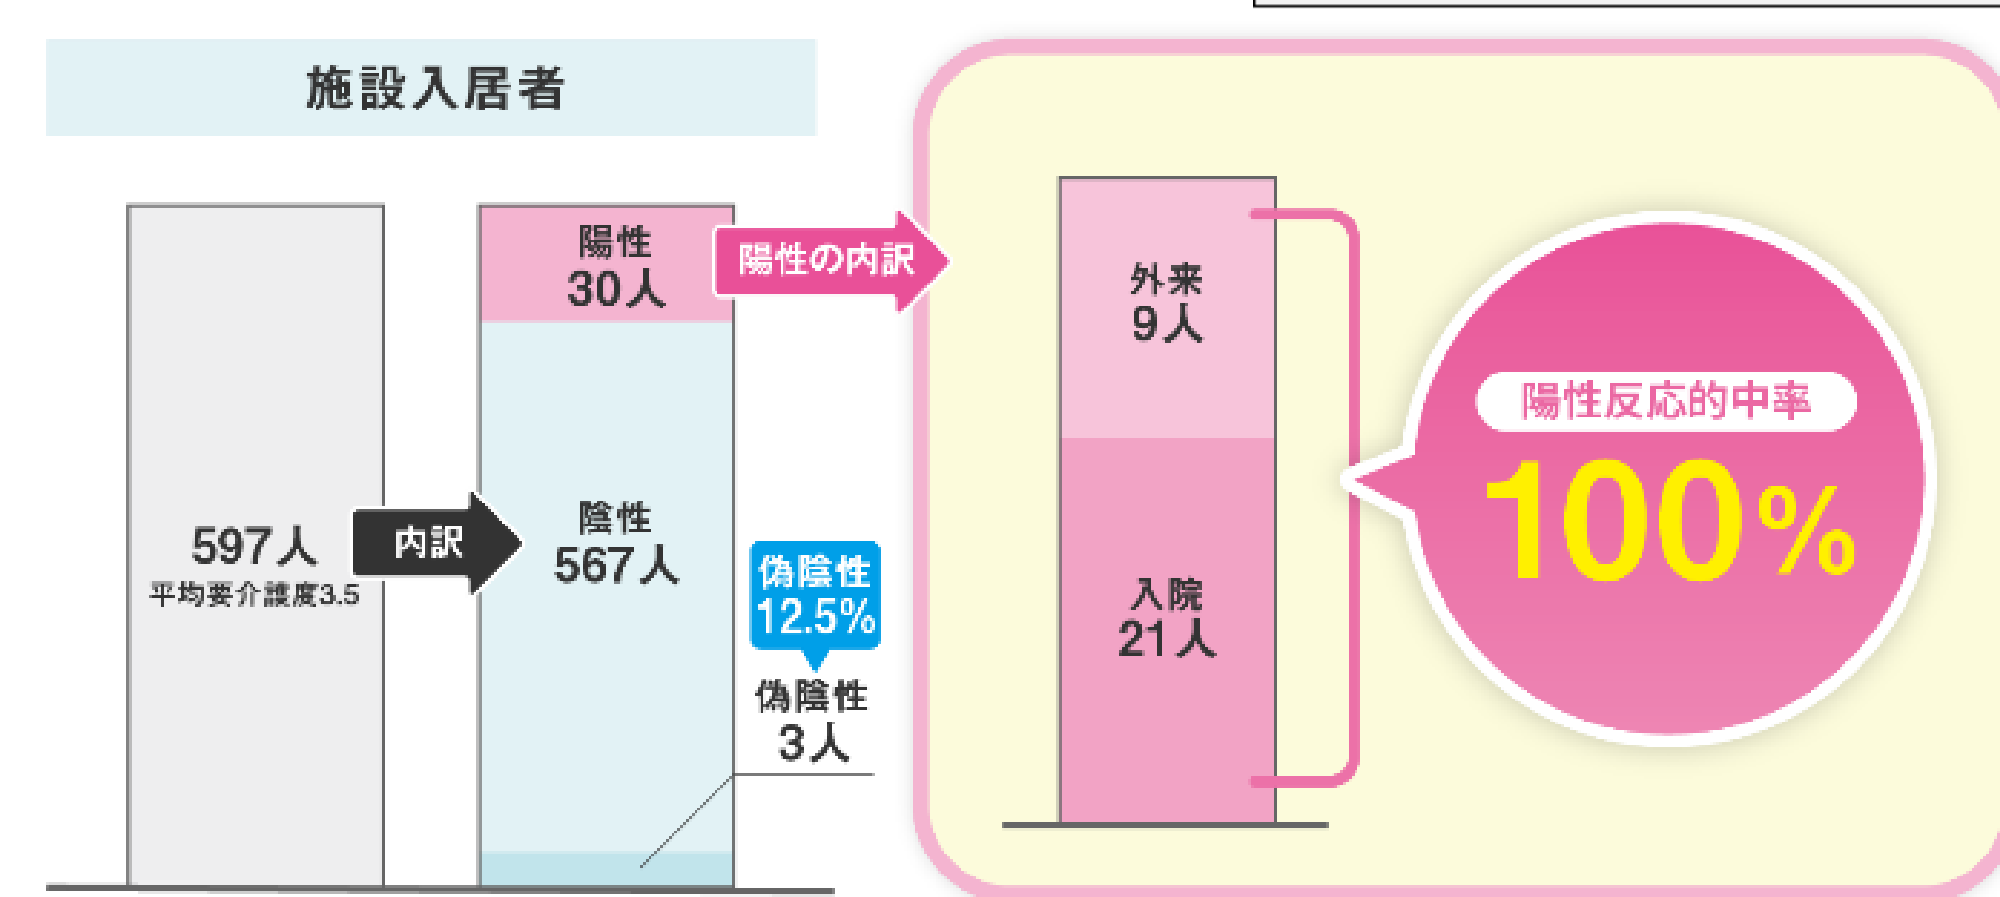 施設入居者
597人
平均要介護度3.5
内訳
陽性
30人
陰性
567人
偽陰性
12.5%
偽陰性
3人
陽性の内訳
外来
9人
入院
21人
陽性反応的中率
100%